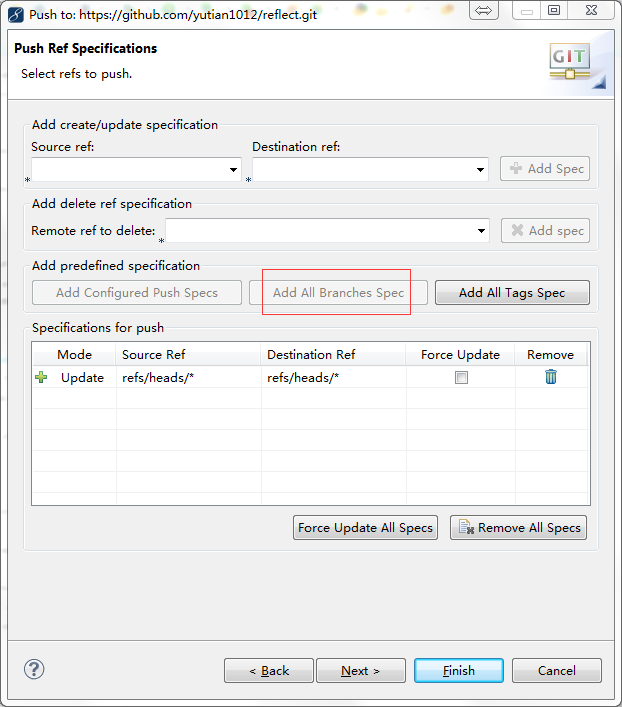 Push to: https://github.com/yutian1012/reflect.git
Push Ref Specifications
Select refs to push.
GIT
Add create/update specification
Source ref:
Destination ref:
* * Add Spec
Add delete ref specification
Remote ref to delete: * Add spec
Add predefined specification
Add Configured Push Specs Add All Branches Spec Add All Tags Spec
Specifications for push
Mode Source Ref Destination Ref Force Update Remove
Update refs/heads/* refs/heads/*
Force Update All Specs Remove All Specs
? < Back Next > Finish Cancel